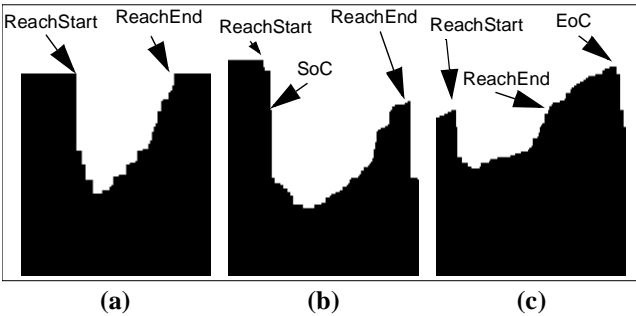 ReachStart
ReachEnd
ReachStart
SoC
ReachEnd
ReachStart
EoC
ReachEnd
(a)
(b)
(c)